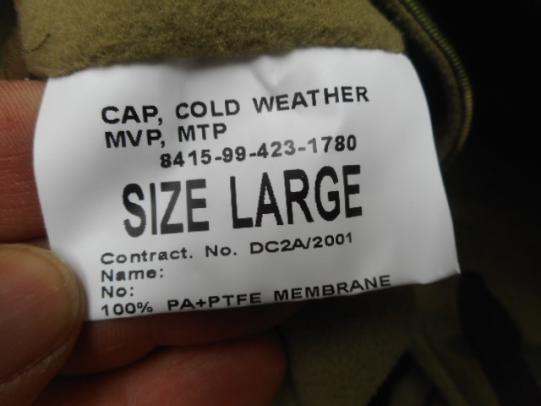 CAP, COLD WEATHER
MVP, MTP
8415-99-423-1780
SIZE LARGE
Contract. No. DC2A/2001
Name:
No:
100% PA+PTFE MEMBRANE